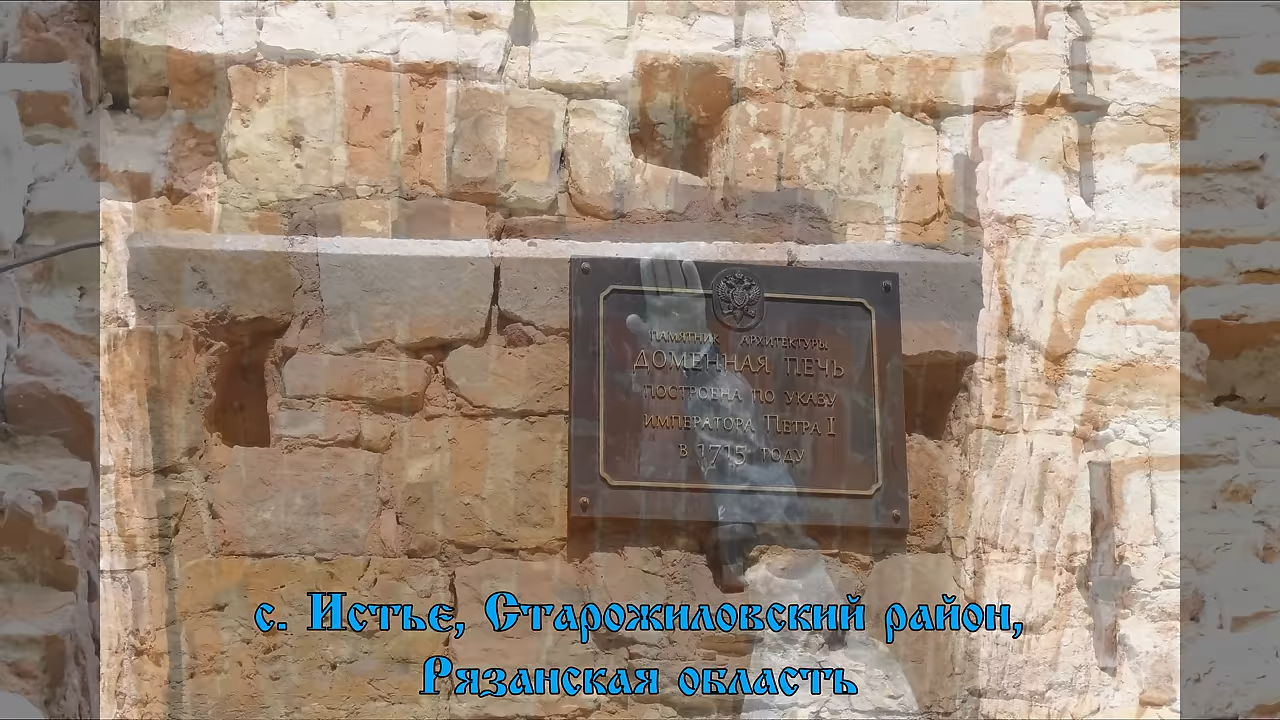 ПАМЯТНИК АРХИТЕКТУРЫ
ДОМЕННАЯ ПЕЧЬ
ПОСТРОЕНА ПО УКАЗУ
ИМПЕРАТОРА ПЕТРА I
В 1715 ГОДУ
с. Истье, Старожиловский район,
Рязанская область